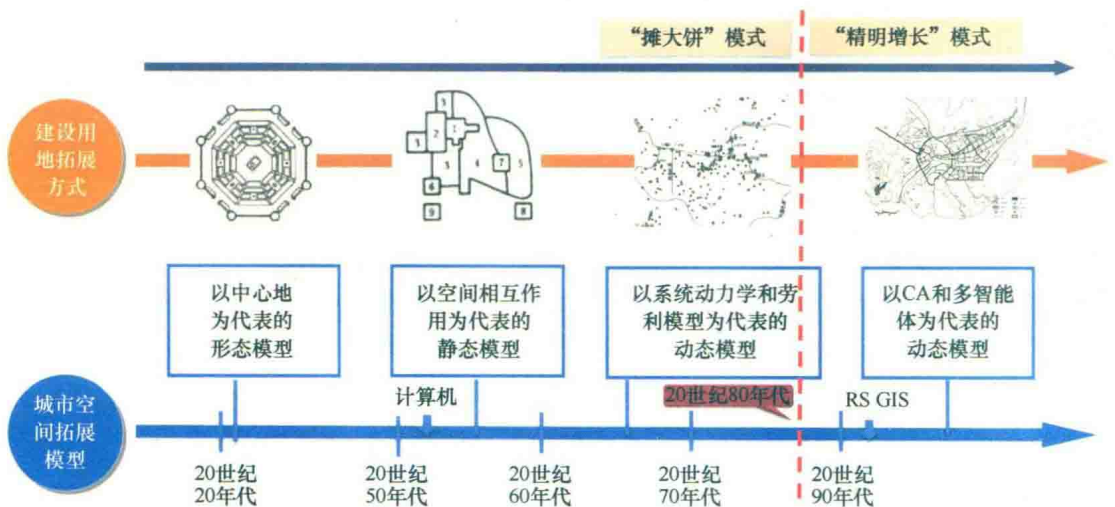 “摊大饼”模式
“精明增长”模式
建设用
地拓展
方式
3
2
1
3
3
4
7
5
6
9
8
以中心地
为代表的
形态模型
以空间相互作
用为代表的
静态模型
以系统动力学和劳
利模型为代表的
动态模型
以CA和多智能
体为代表的
动态模型
城市空
间拓展
模型
计算机
20世纪80年代
RS GIS
20世纪
20年代
20世纪
50年代
20世纪
60年代
20世纪
70年代
20世纪
90年代